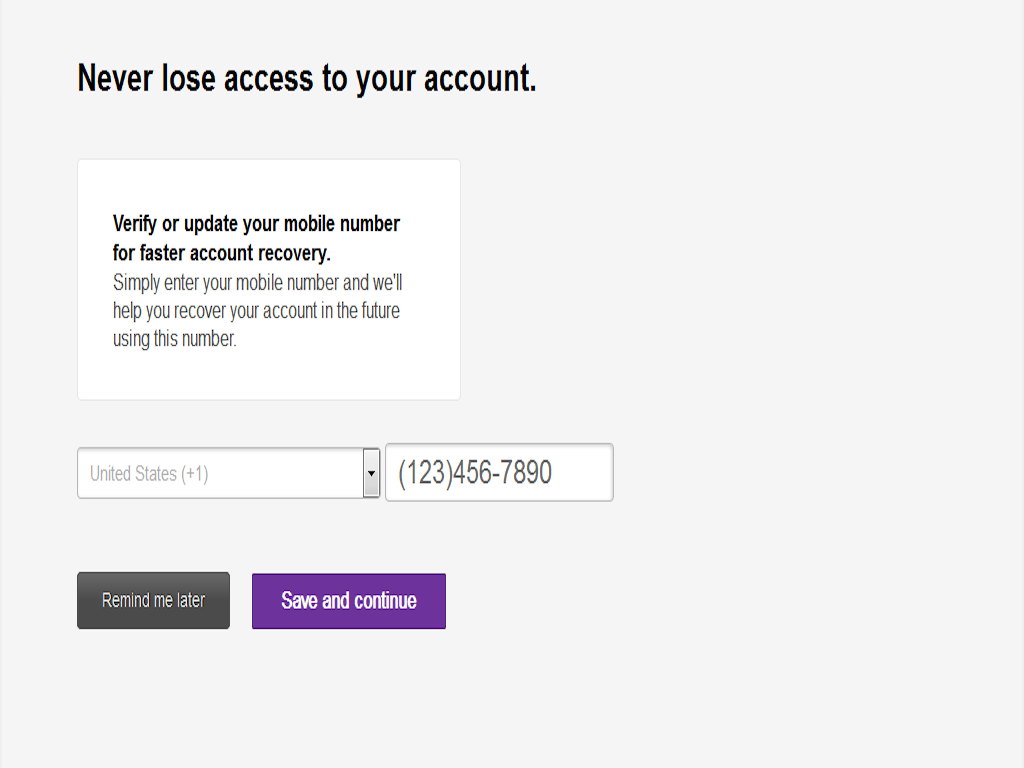 Never lose access to your account.
Verify or update your mobile number
for faster account recovery.
Simply enter your mobile number and we'll
help you recover your account in the future
using this number.
United States (+1)
(123)456-7890
Remind me later
Save and continue